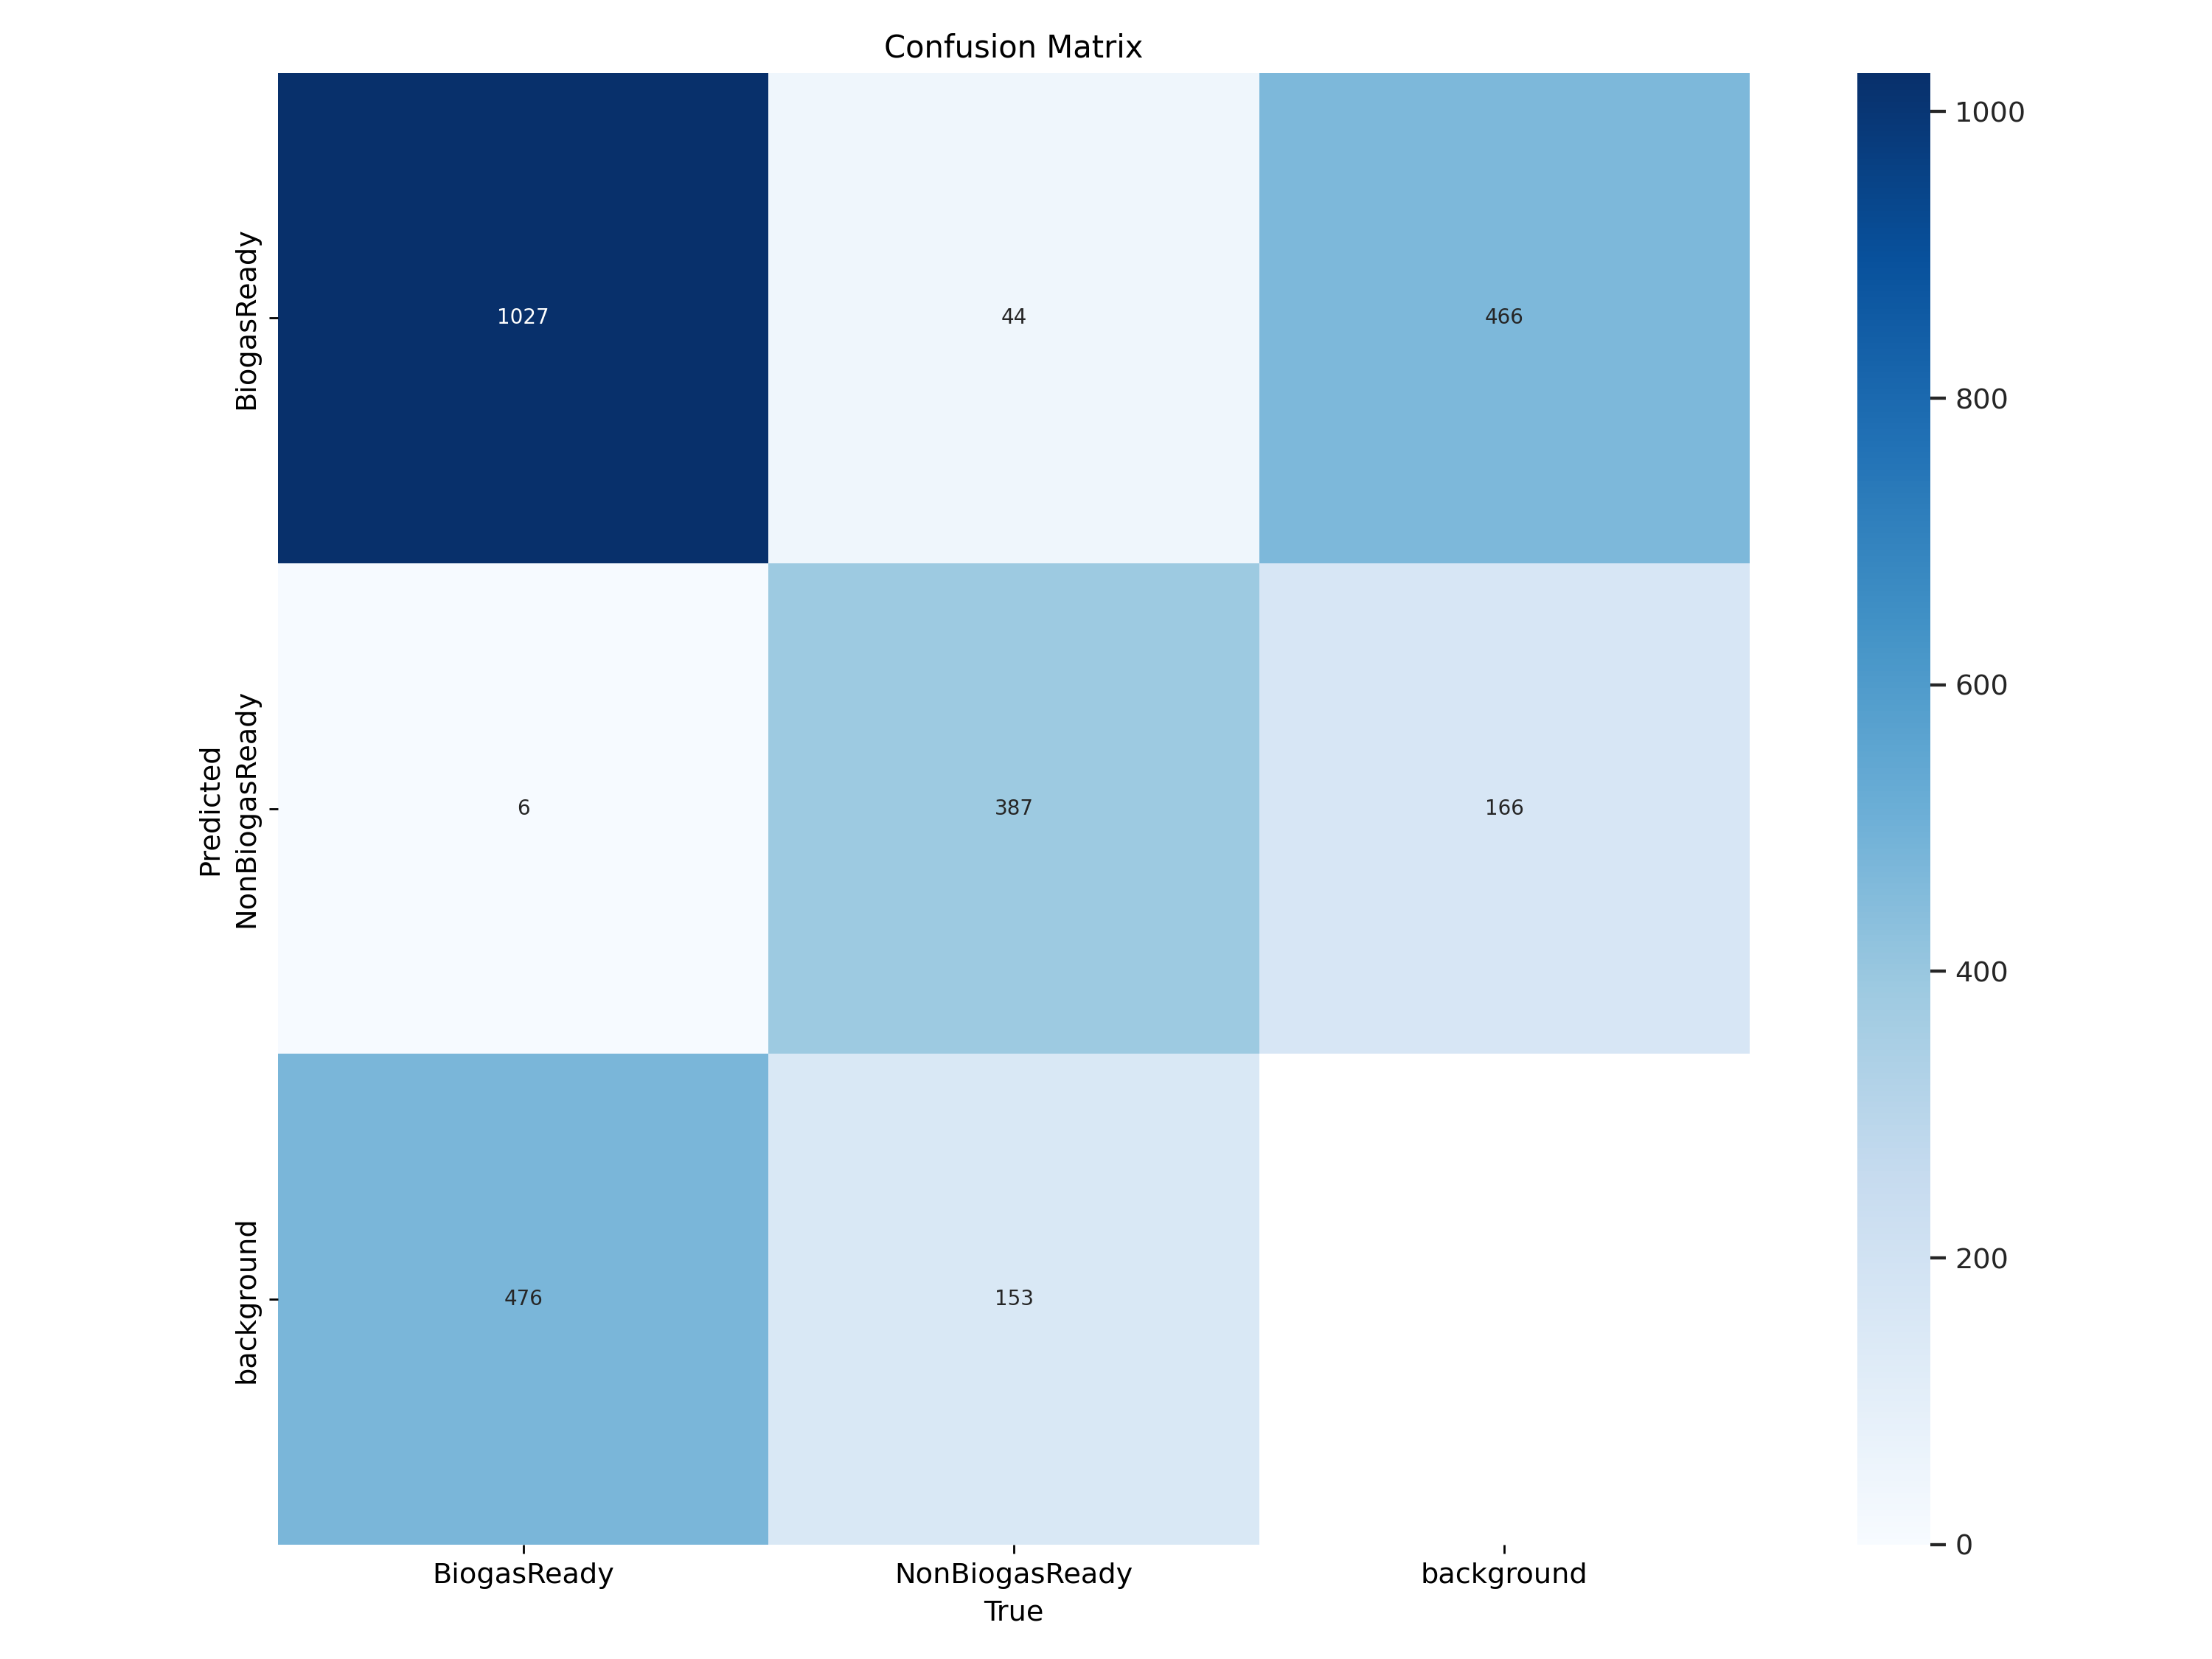 Confusion Matrix
BiogasReady
1027
44
466
1000
800
Predicted
NonBiogasReady
6
387
166
600
400
background
476
153
200
0
BiogasReady
NonBiogasReady
background
True